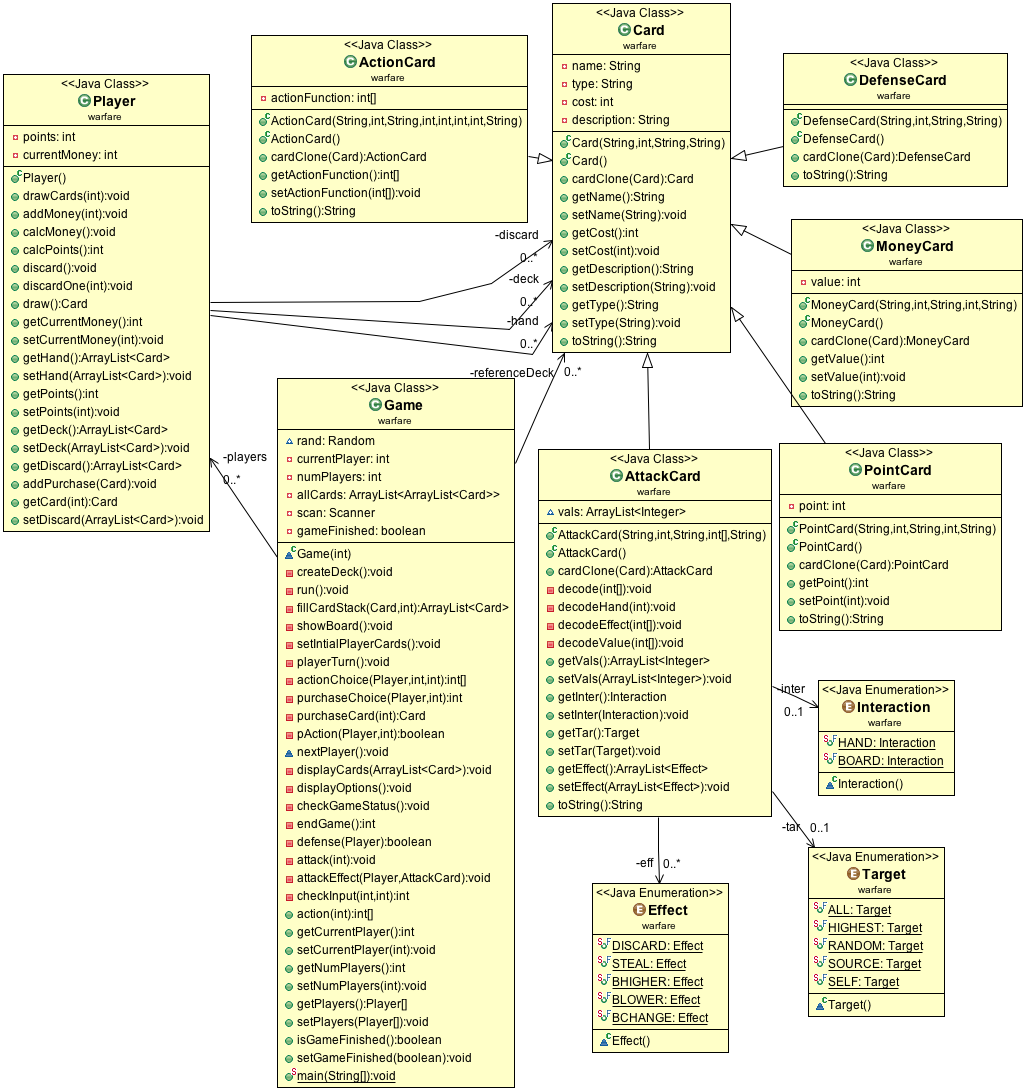 <<Java Class>>
Card
warfare
name: String
type: String
cost: int
description: String
Card(String,int,String,String)
Card()
cardClone(Card):Card
getName():String
setName(String):void
getCost():int
setCost(int):void
getDescription():String
setDescription(String):void
getType():String
setType(String):void
toString():String
<<Java Class>>
ActionCard
warfare
actionFunction: int[]
ActionCard(String,int,String,int,int,int,int,String)
ActionCard()
cardClone(Card):ActionCard
getActionFunction():int[]
setActionFunction(int[]):void
toString():String
<<Java Class>>
DefenseCard
warfare
DefenseCard(String,int,String,String)
DefenseCard()
cardClone(Card):DefenseCard
toString():String
<<Java Class>>
Player
warfare
points: int
currentMoney: int
Player()
drawCards(int):void
addMoney(int):void
calcMoney():void
calcPoints():int
discard():void
discardOne(int):void
draw():Card
getCurrentMoney():int
setCurrentMoney(int):void
getHand():ArrayList<Card>
setHand(ArrayList<Card>):void
getPoints():int
setPoints(int):void
getDeck():ArrayList<Card>
setDeck(ArrayList<Card>):void
getDiscard():ArrayList<Card>
addPurchase(Card):void
getCard(int):Card
setDiscard(ArrayList<Card>):void
-discard
0..*
-deck
0..*
-hand
0..*
-referenceDeck
0..*
-players
0..*
<<Java Class>>
MoneyCard
warfare
value: int
MoneyCard(String,int,String,int,String)
MoneyCard()
cardClone(Card):MoneyCard
getValue():int
setValue(int):void
toString():String
<<Java Class>>
Game
warfare
rand: Random
currentPlayer: int
numPlayers: int
allCards: ArrayList<ArrayList<Card>>
scan: Scanner
gameFinished: boolean
Game(int)
createDeck():void
run():void
fillCardStack(Card,int):ArrayList<Card>
showBoard():void
setIntialPlayerCards():void
playerTurn():void
actionChoice(Player,int,int):int[]
purchaseChoice(Player,int):int
purchaseCard(int):Card
pAction(Player,int):boolean
nextPlayer():void
displayCards(ArrayList<Card>):void
displayOptions():void
checkGameStatus():void
endGame():int
defense(Player):boolean
attack(int):void
attackEffect(Player,AttackCard):void
checkInput(int,int):int
action(int):int[]
getCurrentPlayer():int
setCurrentPlayer(int):void
getNumPlayers():int
setNumPlayers(int):void
getPlayers():Player[]
setPlayers(Player[]):void
isGameFinished():boolean
setGameFinished(boolean):void
main(String[]):void
<<Java Class>>
AttackCard
warfare
vals: ArrayList<Integer>
AttackCard(String,int,String,int[],String)
AttackCard()
cardClone(Card):AttackCard
decode(int[]):void
decodeHand(int):void
decodeEffect(int[]):void
decodeValue(int[]):void
getVals():ArrayList<Integer>
setVals(ArrayList<Integer>):void
getInter():Interaction
setInter(Interaction):void
getTar():Target
setTar(Target):void
getEffect():ArrayList<Effect>
setEffect(ArrayList<Effect>):void
toString():String
<<Java Class>>
PointCard
warfare
point: int
PointCard(String,int,String,int,String)
PointCard()
cardClone(Card):PointCard
getPoint():int
setPoint(int):void
toString():String
-inter
0..1
<<Java Enumeration>>
Interaction
warfare
HAND: Interaction
BOARD: Interaction
Interaction()
-tar 0..1
<<Java Enumeration>>
Target
warfare
ALL: Target
HIGHEST: Target
RANDOM: Target
SOURCE: Target
SELF: Target
Target()
-eff 0..*
<<Java Enumeration>>
Effect
warfare
DISCARD: Effect
STEAL: Effect
BHIGHER: Effect
BLOWER: Effect
BCHANGE: Effect
Effect()